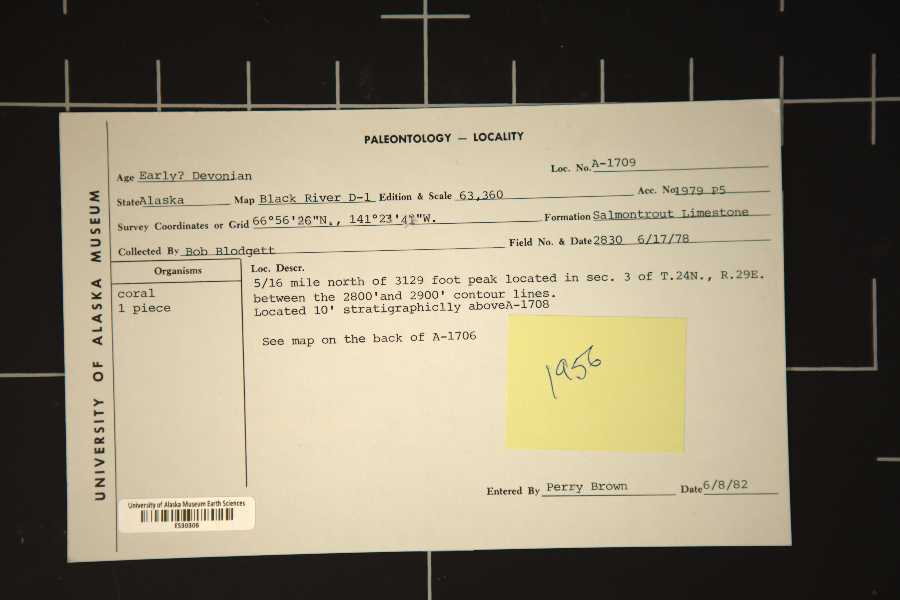 PALEONTOLOGY — LOCALITY
Age Early? Devonian Loc. No. A-1709
State Alaska Map Black River D-1 Edition & Scale 63,360 Acc. No 1979 P5
Survey Coordinates or Grid 66°56'26"N., 141°23'42"W. Formation Salmontrout Limestone
Collected By Bob Blodgett Field No. & Date 2830 6/17/78
Organisms
coral
1 piece
Loc. Descr.
5/16 mile north of 3129 foot peak located in sec. 3 of T.24N., R.29E.
between the 2800'and 2900' contour lines.
Located 10' stratigraphiclly aboveA-1708
See map on the back of A-1706
1956
Entered By Perry Brown Date 6/8/82
UNIVERSITY OF ALASKA MUSEUM
University of Alaska Museum Earth Sciences
ES30306